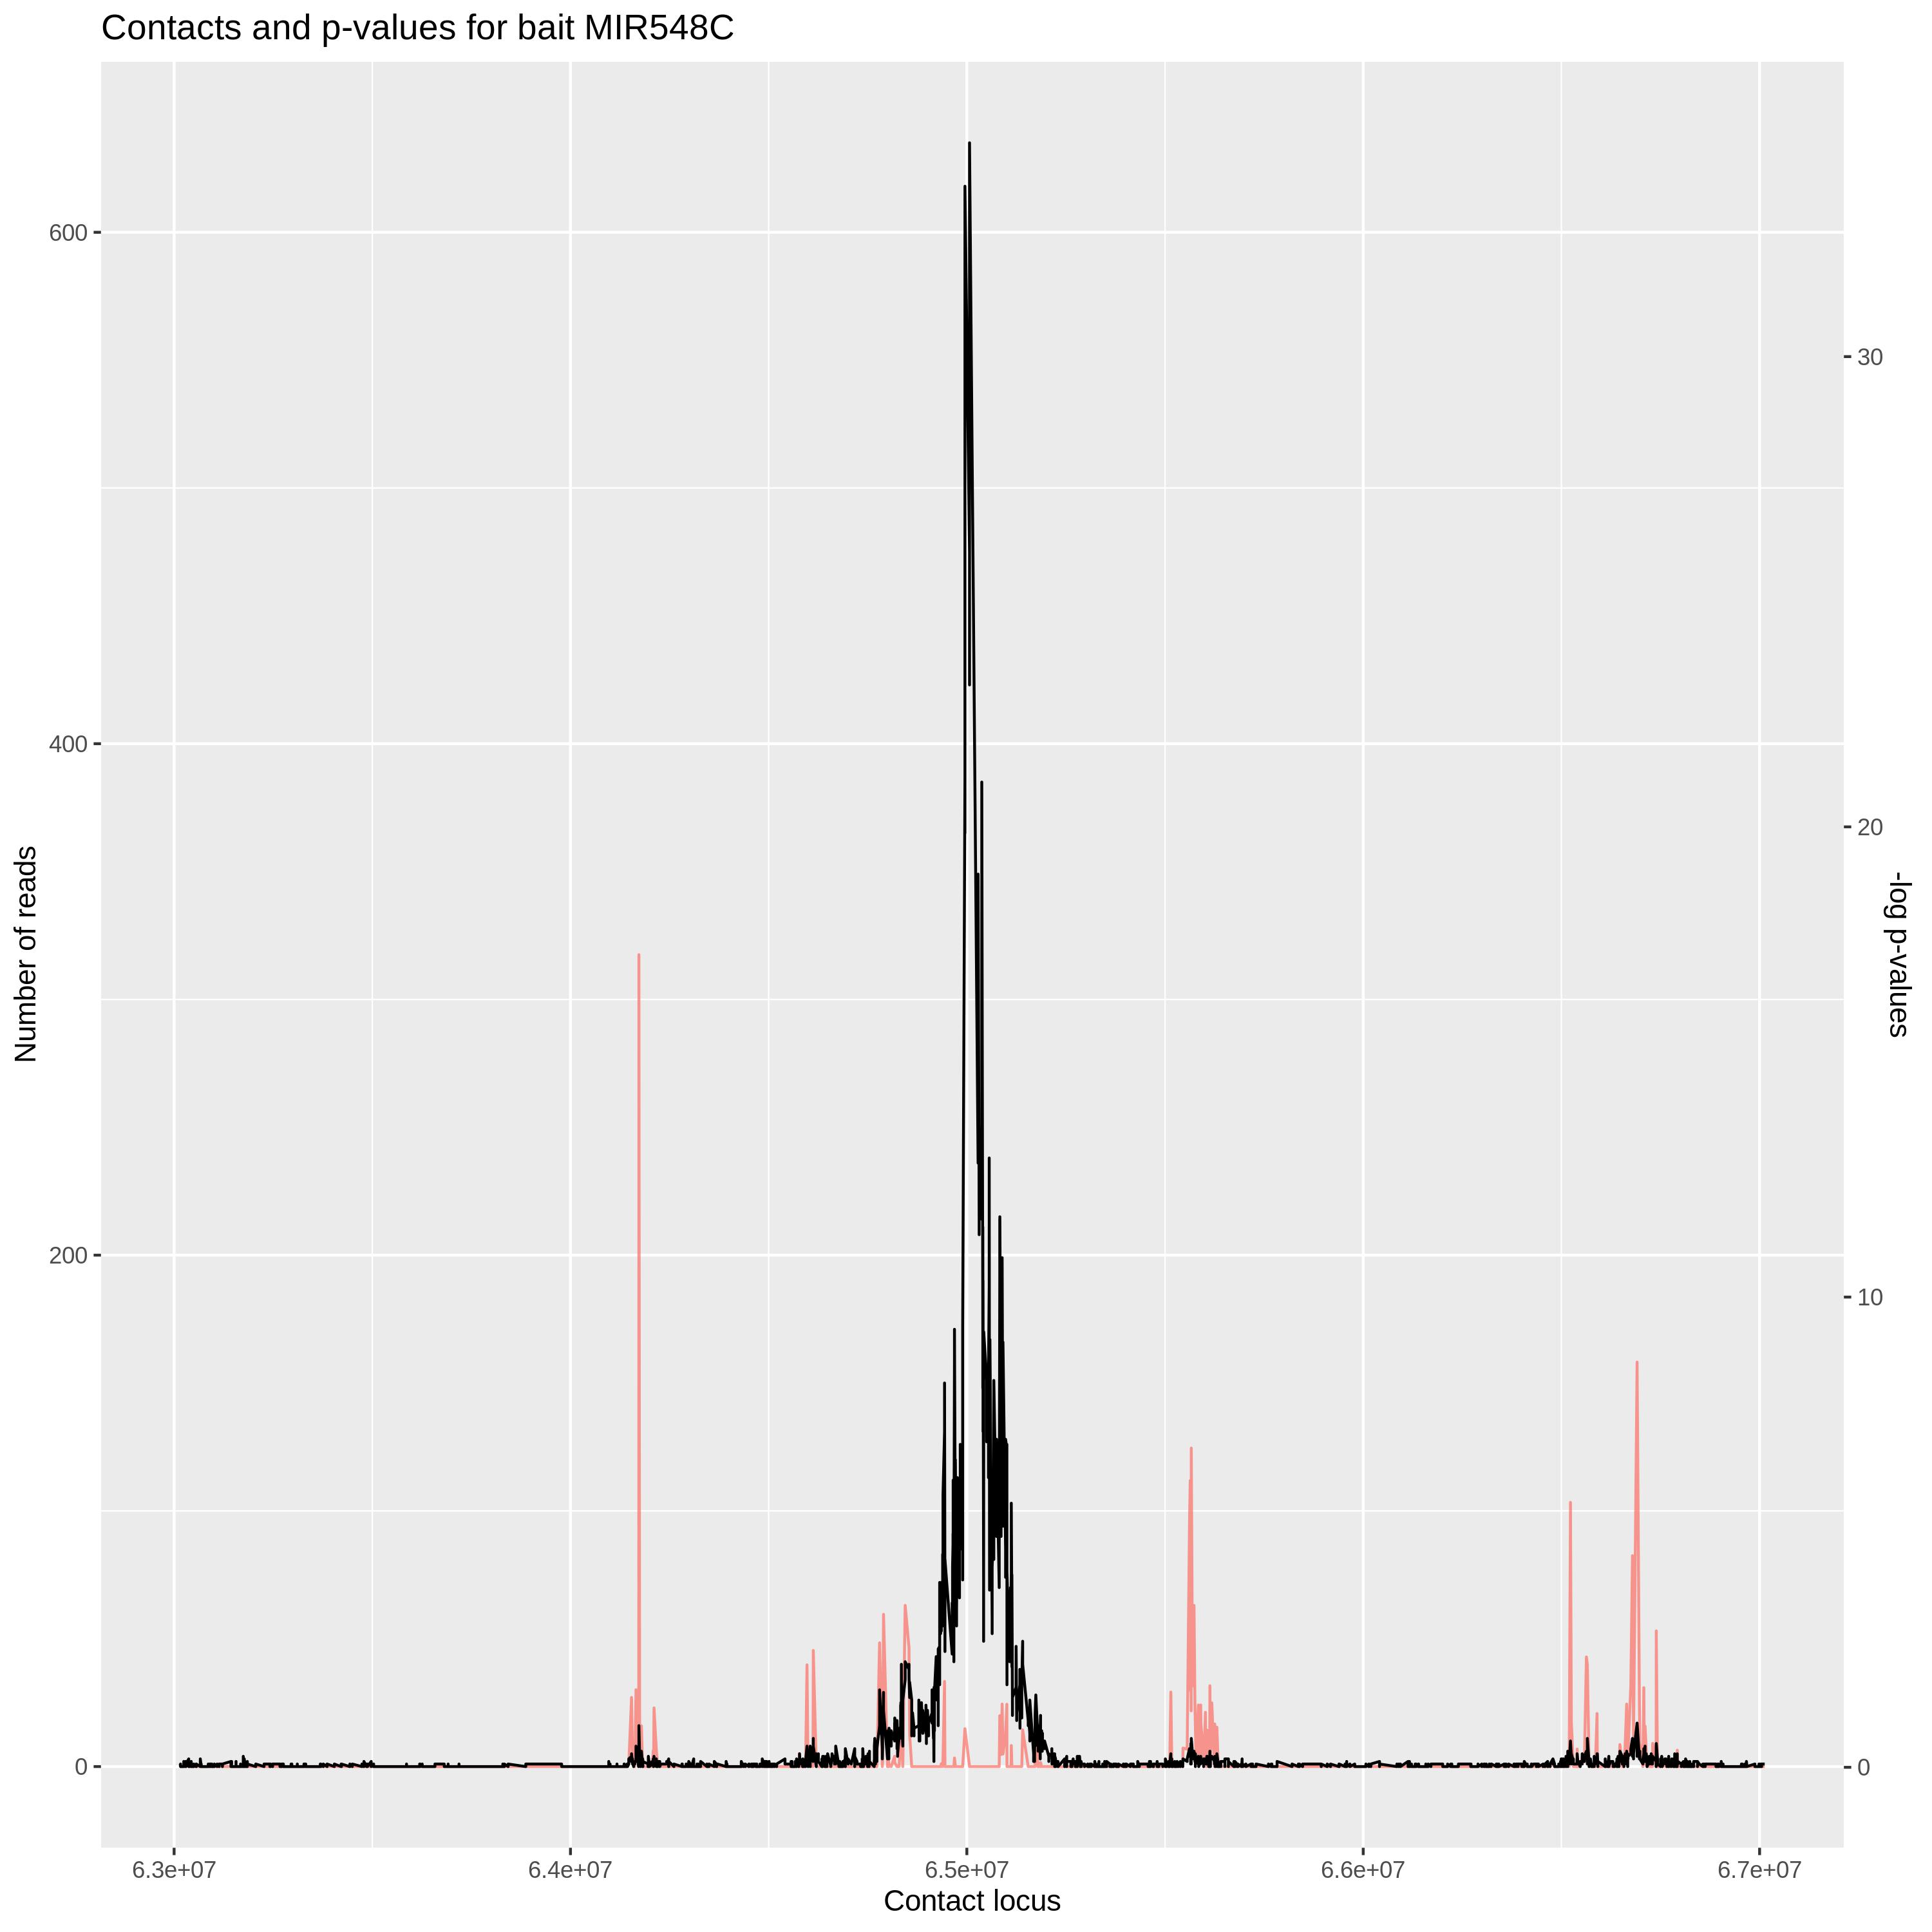 Contacts and p-values for bait MIR548C
600
400
200
0
30
20
10
0
Number of reads
-log p-values
6.3e+07 6.4e+07 6.5e+07 6.6e+07 6.7e+07
Contact locus